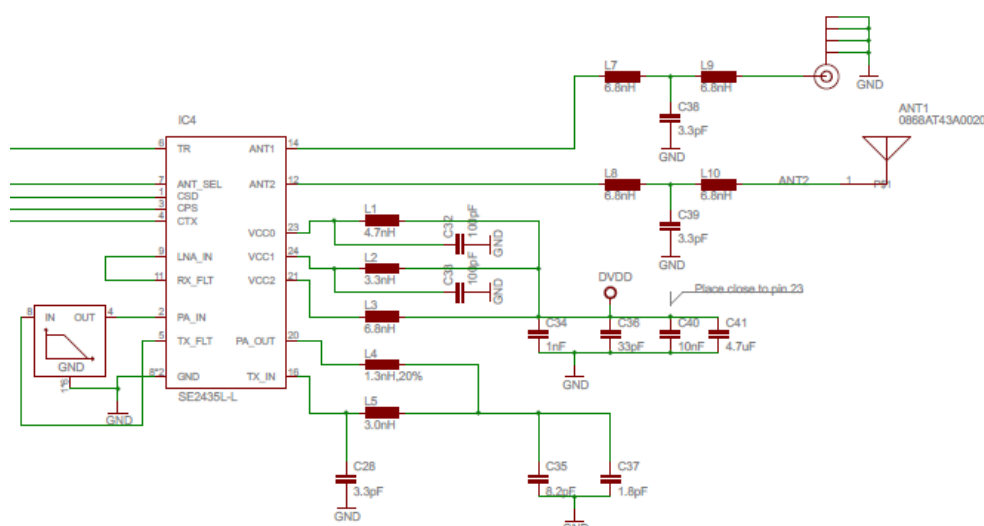 L7
6.8nH
L9
6.8nH
GND
C38
3.3pF
GND
ANT1
0868AT43A0020
IC4
6 TR ANT1 14
7 ANT_SEL ANT2 12
1 CSD
3 CPS
4 CTX
VCC0 23
9 LNA_IN VCC1 24
11 RX_FLT VCC2 21
2 PA_IN
5 TX_FLT PA_OUT 20
8*2 GND TX_IN 16
SE2435L-L
L8
6.8nH
L10
6.8nH
ANT2
1
C39
3.3pF
GND
L1
4.7nH
C32
100pF
GND
L2
3.3nH
C33
100pF
GND
L3
6.8nH
DVDD
Place close to pin 23
C34
1nF
C36
33pF
C40
10nF
C41
4.7uF
GND
8 IN OUT 4
GND
GND
L4
1.3nH,20%
L5
3.0nH
C28
3.3pF
GND
C35
8.2pF
C37
1.8pF
GND